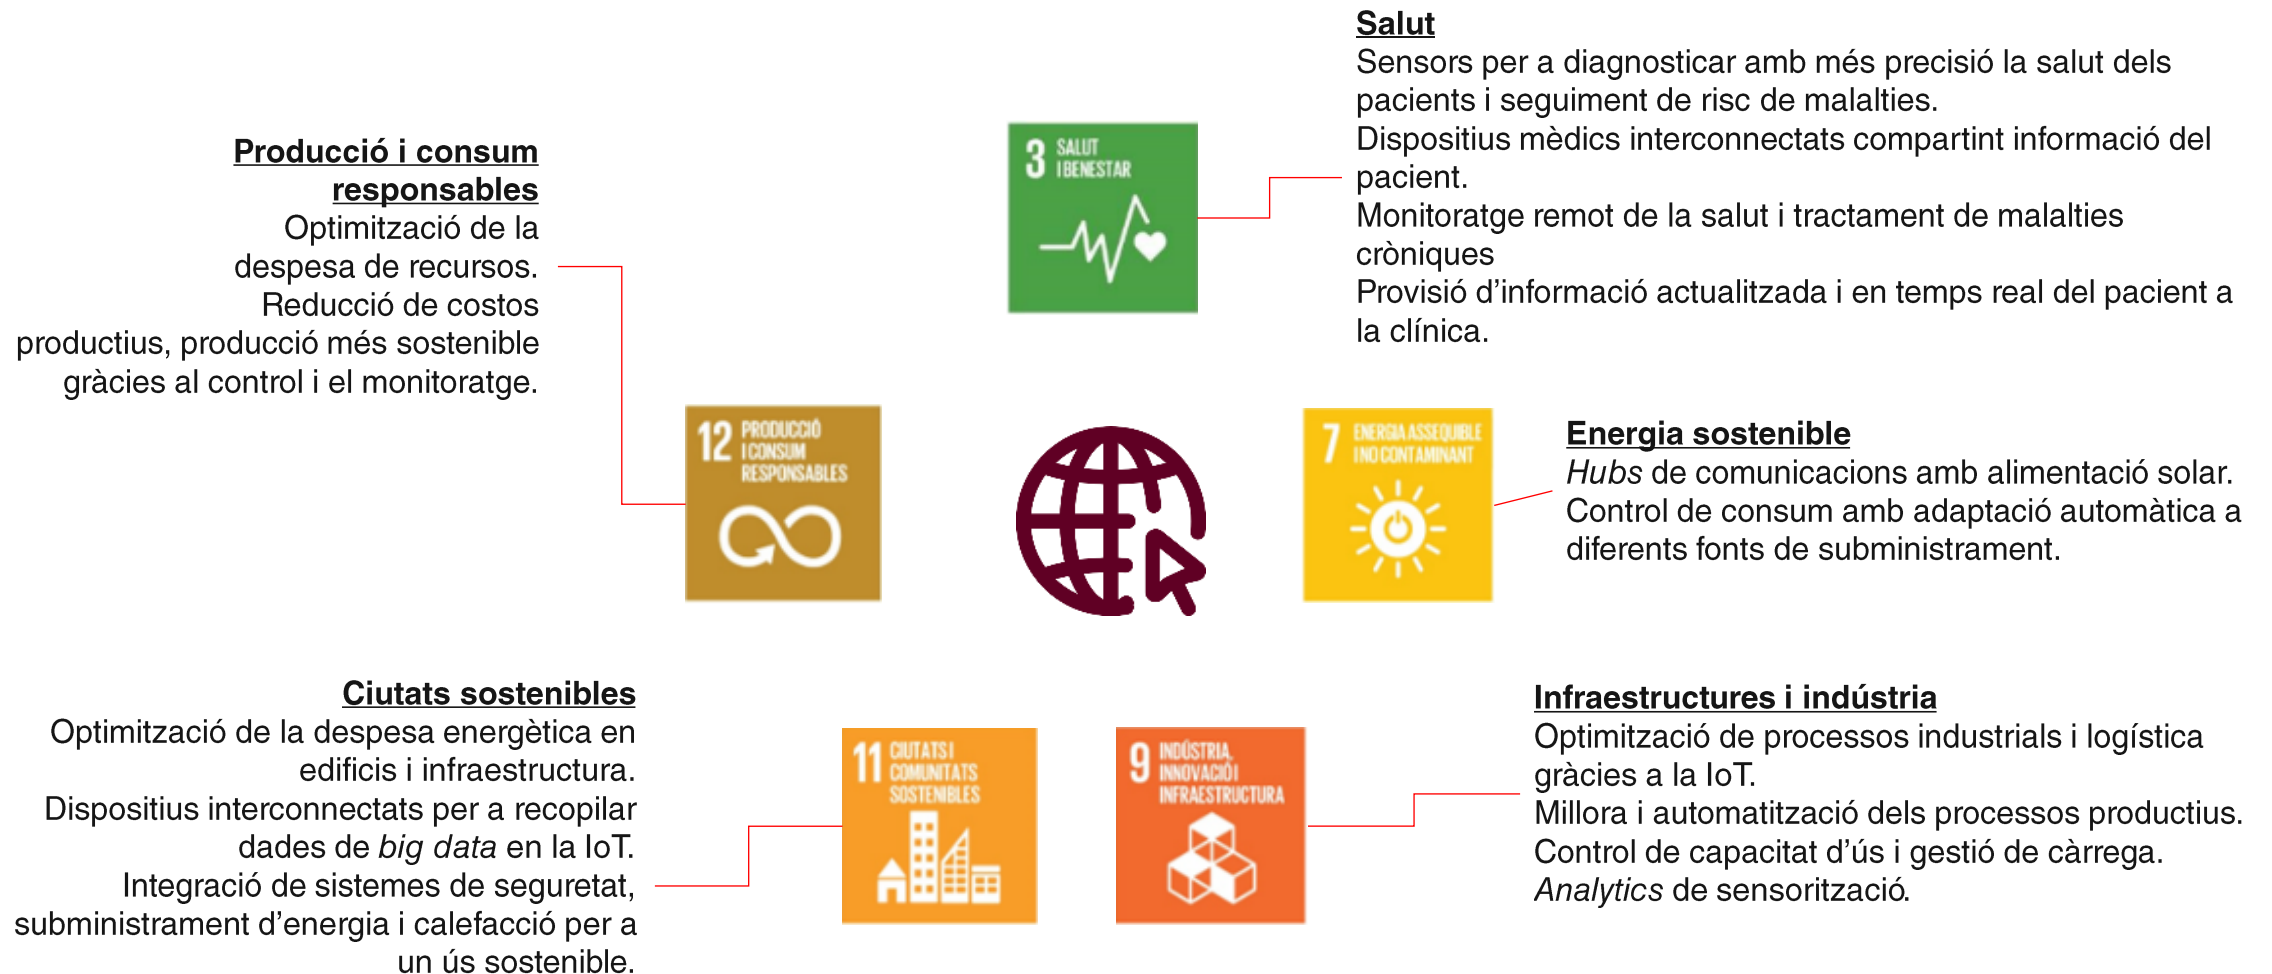 Salut
Sensors per a diagnosticar amb més precisió la salut dels
pacients i seguiment de risc de malalties.
Dispositius mèdics interconnectats compartint informació del
pacient.
Monitoratge remot de la salut i tractament de malalties
cròniques
Provisió d’informació actualitzada i en temps real del pacient a
la clínica.
3 SALUT
I BENESTAR
Producció i consum
responsables
Optimització de la
despesa de recursos.
Reducció de costos
productius, producció més sostenible
gràcies al control i el monitoratge.
12 PRODUCCIÓ
I CONSUM
RESPONSABLES
7 ENERGIA ASSEQUIBLE
I NO CONTAMINANT
Energia sostenible
Hubs de comunicacions amb alimentació solar.
Control de consum amb adaptació automàtica a
diferents fonts de subministrament.
Ciutats sostenibles
Optimització de la despesa energètica en
edificis i infraestructura.
Dispositius interconnectats per a recopilar
dades de big data en la IoT.
Integració de sistemes de seguretat,
subministrament d’energia i calefacció per a
un ús sostenible.
11 CIUTATS I
COMUNITATS
SOSTENIBLES
9 INDÚSTRIA,
INNOVACIÓ I
INFRAESTRUCTURA
Infraestructures i indústria
Optimització de processos industrials i logística
gràcies a la IoT.
Millora i automatització dels processos productius.
Control de capacitat d’ús i gestió de càrrega.
Analytics de sensorització.